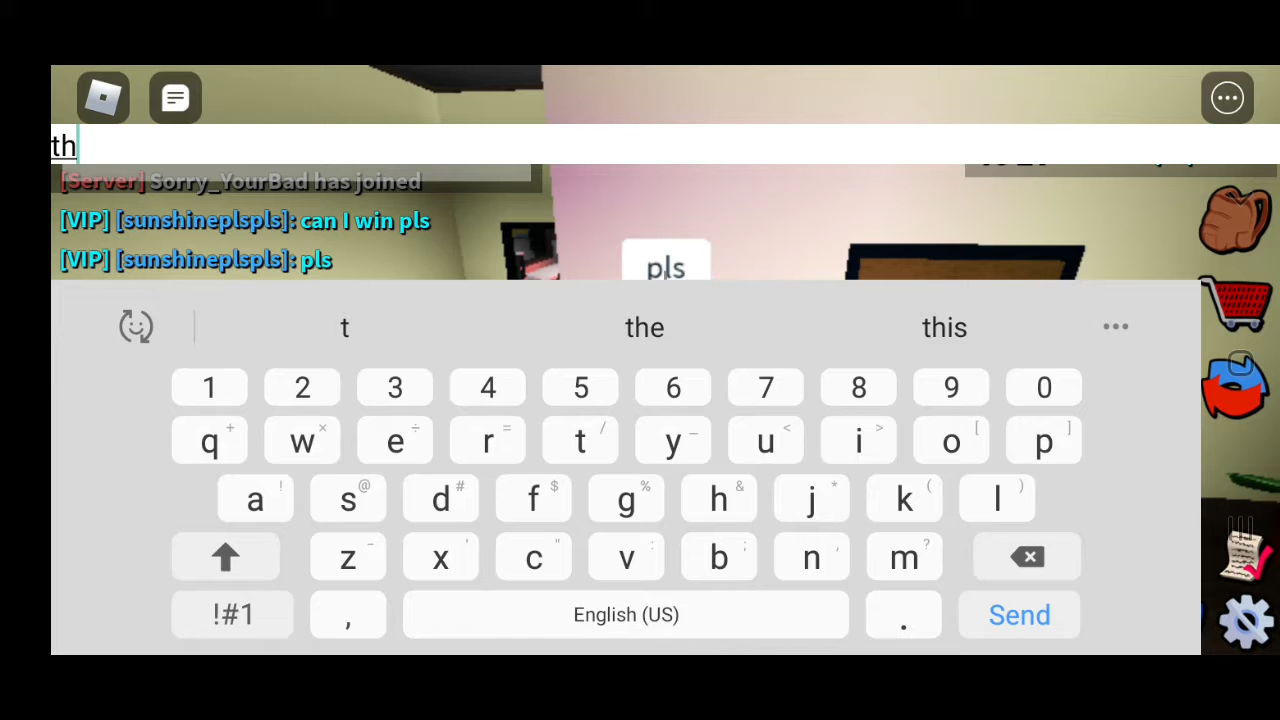 th
[Server] Sorry_YourBad has joined
[VIP] [sunshineplspls]: can I win pls
[VIP] [sunshineplspls]: pls
pls
t the this
1 2 3 4 5 6 7 8 9 0
q + w × e ÷ r = t / y _ u < i > o [ p ]
a ! s @ d # f $ g % h & j * k ( l )
z - x ' c " v : b ; n , m ?
!#1 , English (US) . Send